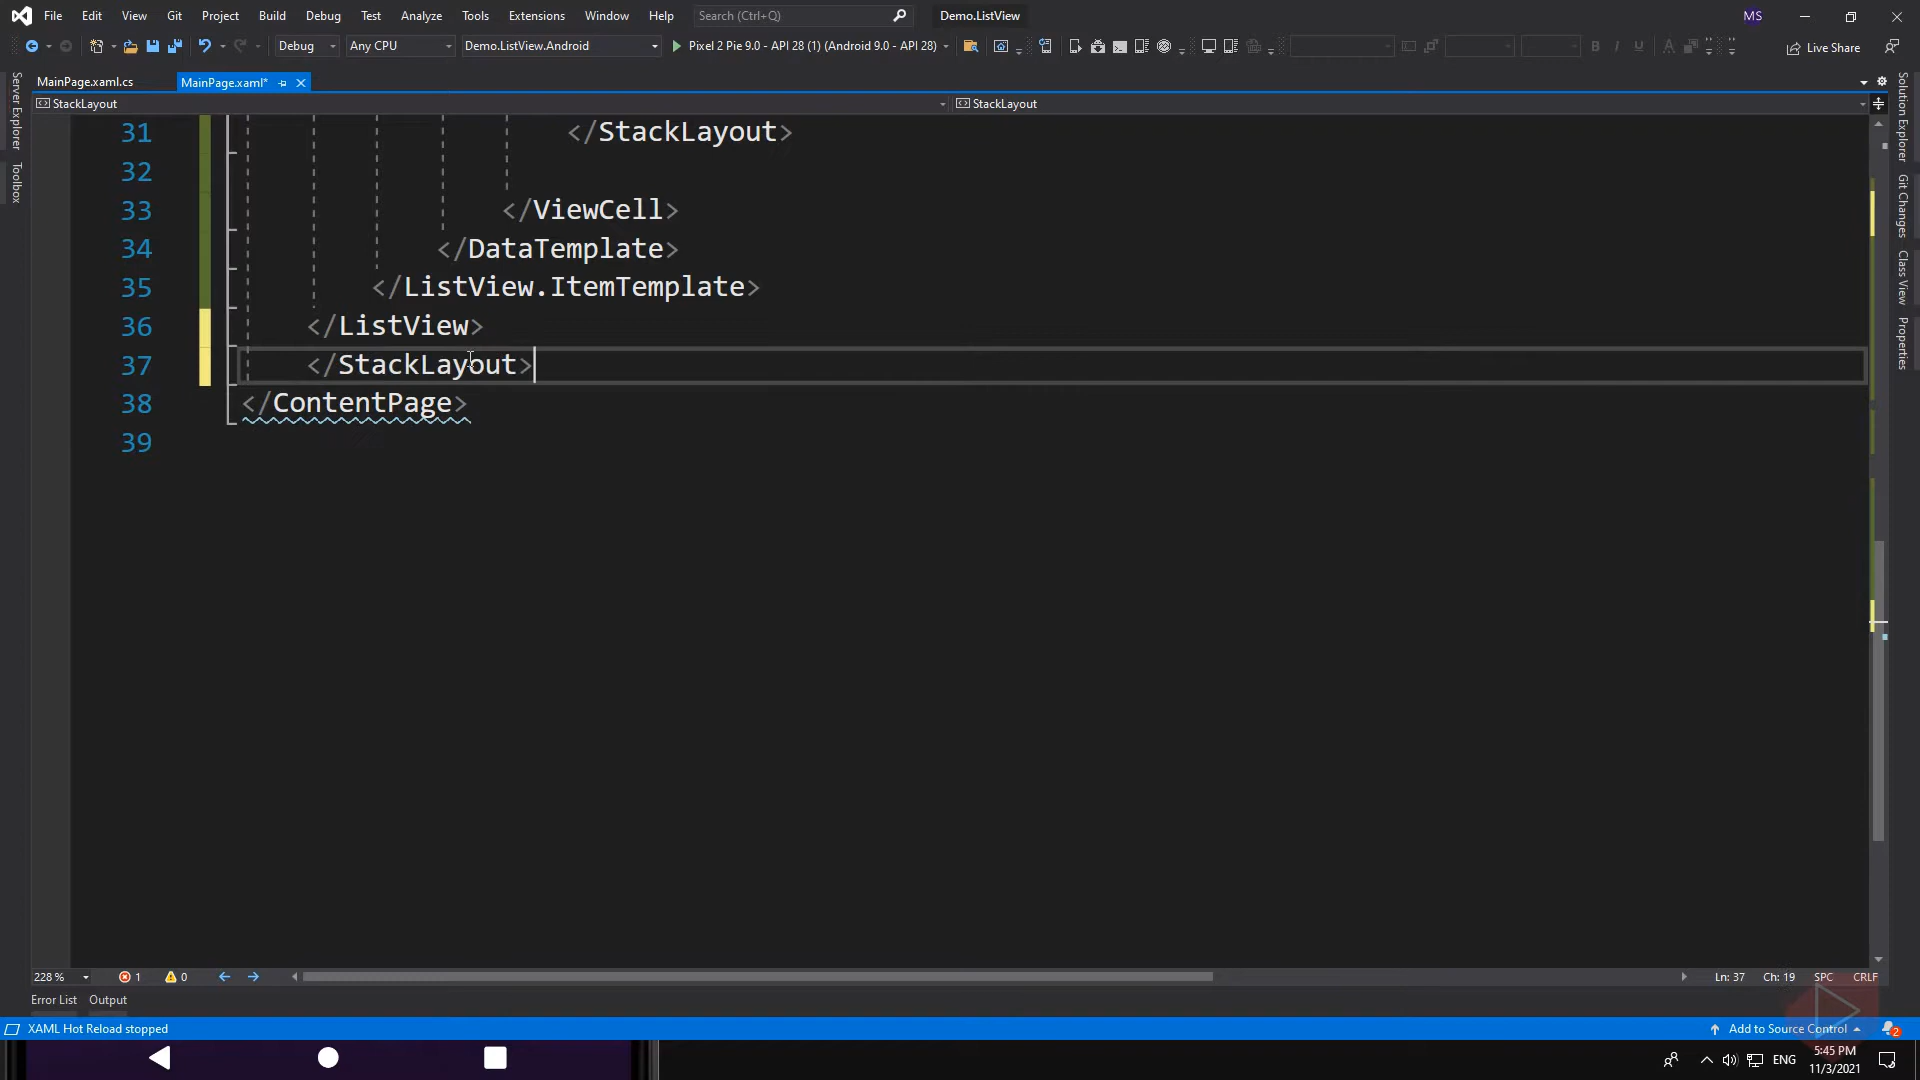 File Edit View Git Project Build Debug Test Analyze Tools Extensions Window Help Search (Ctrl+Q) Demo.ListView MS
Debug Any CPU Demo.ListView.Android Pixel 2 Pie 9.0 - API 28 (1) (Android 9.0 - API 28) B I U A Live Share
MainPage.xaml.cs MainPage.xaml*
StackLayout StackLayout
Server Explorer
Toolbox
Solution Explorer
Git Changes
Class View
Properties
31 </StackLayout>
32
33 </ViewCell>
34 </DataTemplate>
35 </ListView.ItemTemplate>
36 </ListView>
37 </StackLayout>
38 </ContentPage>
39
228 % 1 0 Ln: 37 Ch: 19 SPC CRLF
Error List Output
XAML Hot Reload stopped Add to Source Control 2
ENG 5:45 PM
11/3/2021